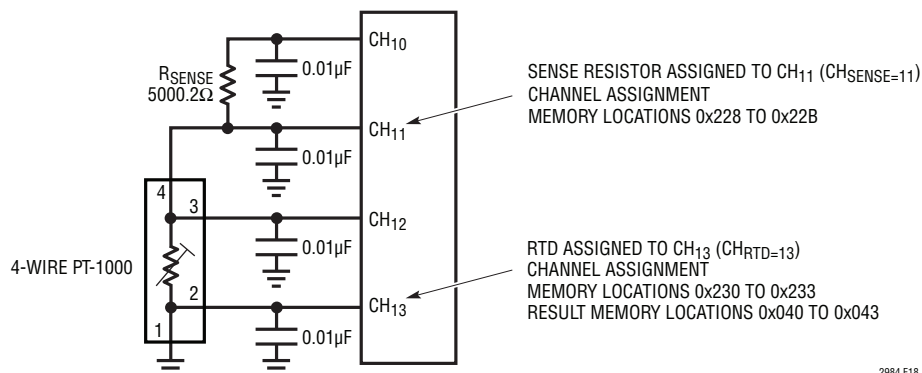 CH10
0.01µF
RSENSE
5000.2Ω
SENSE RESISTOR ASSIGNED TO CH11 (CHSENSE=11)
CHANNEL ASSIGNMENT
MEMORY LOCATIONS 0x228 TO 0x22B
CH11
0.01µF
4
3
CH12
0.01µF
4-WIRE PT-1000
RTD ASSIGNED TO CH13 (CHRTD=13)
CHANNEL ASSIGNMENT
MEMORY LOCATIONS 0x230 TO 0x233
RESULT MEMORY LOCATIONS 0x040 TO 0x043
2
CH13
1
0.01µF
2984 F18